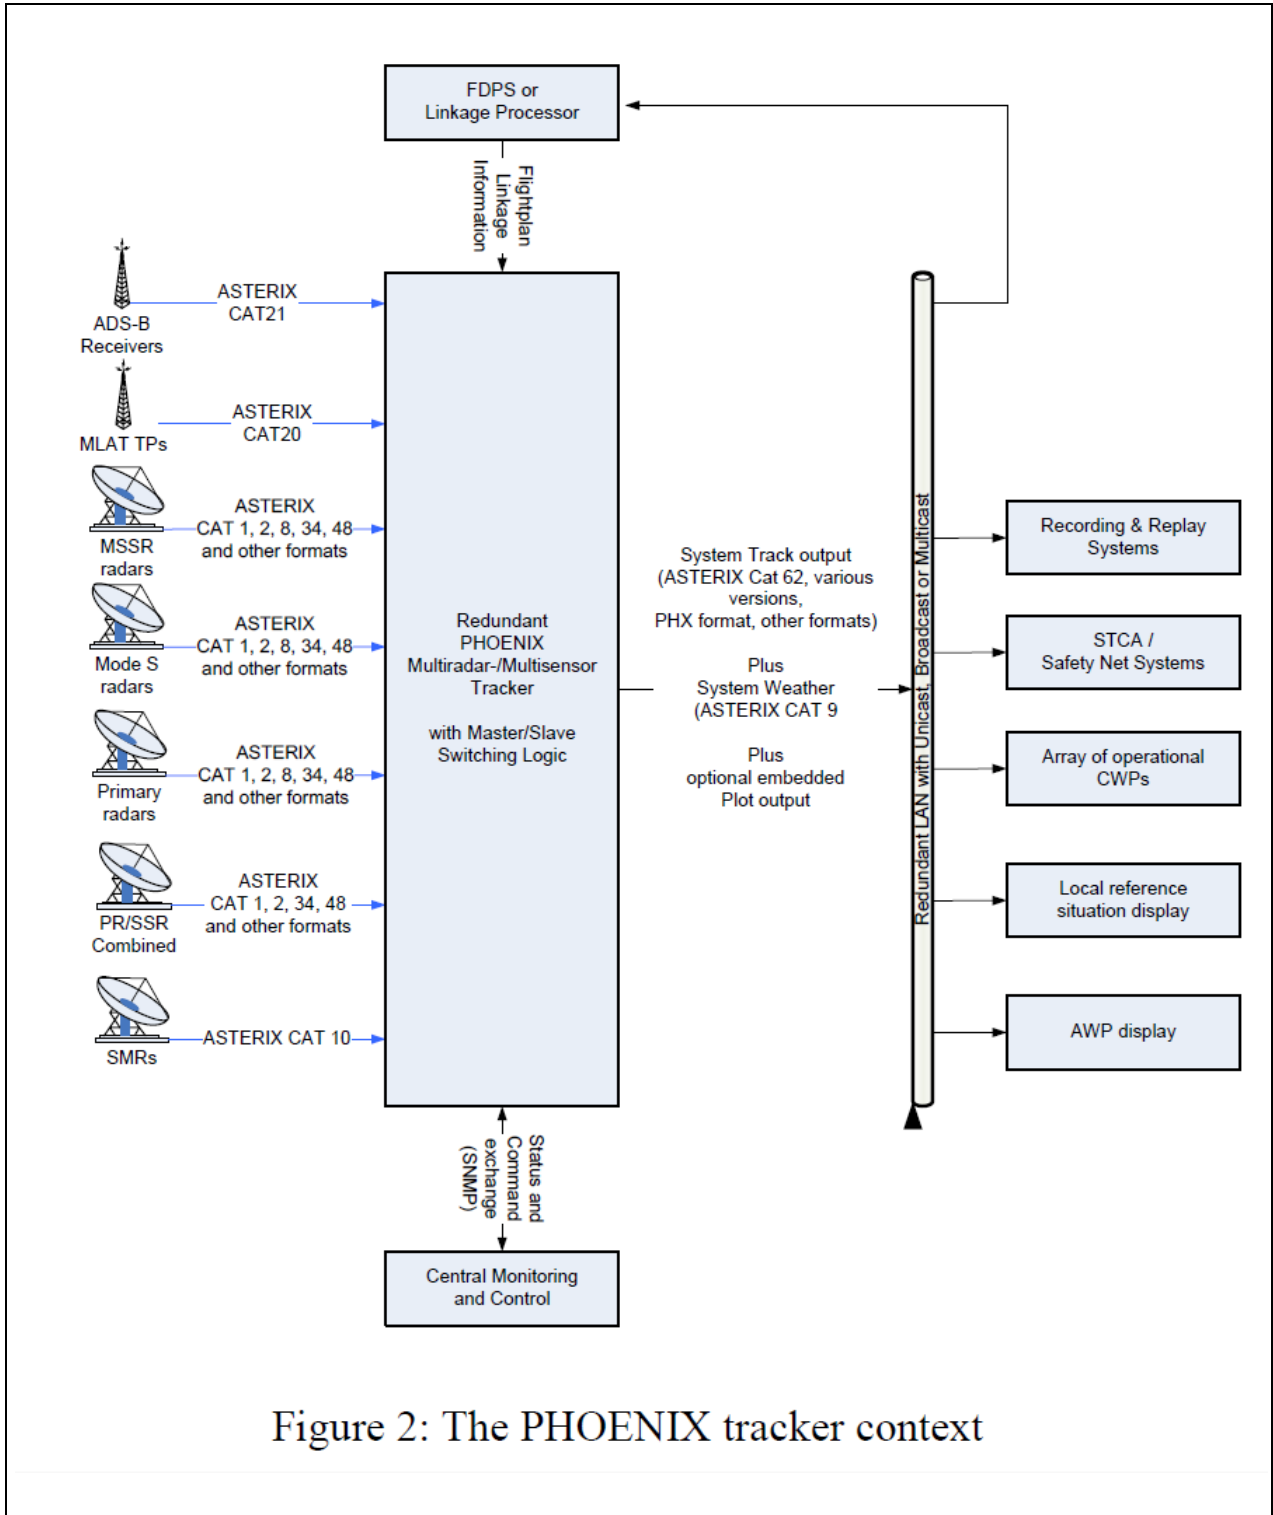 FDPS or
Linkage Processor
Flightplan
Linkage
Information
ASTERIX
CAT21
ADS-B
Receivers
ASTERIX
CAT20
MLAT TPs
ASTERIX
CAT 1, 2, 8, 34, 48
and other formats
MSSR
radars
ASTERIX
CAT 1, 2, 8, 34, 48
and other formats
Mode S
radars
ASTERIX
CAT 1, 2, 8, 34, 48
and other formats
Primary
radars
ASTERIX
CAT 1, 2, 34, 48
and other formats
PR/SSR
Combined
ASTERIX CAT 10
SMRs
Redundant
PHOENIX
Multiradar-/Multisensor
Tracker
with Master/Slave
Switching Logic
System Track output
(ASTERIX Cat 62, various
versions,
PHX format, other formats)
Plus
System Weather
(ASTERIX CAT 9
Plus
optional embedded
Plot output
Redundant LAN with Unicast, Broadcast or Multicast
Recording & Replay
Systems
STCA /
Safety Net Systems
Array of operational
CWPs
Local reference
situation display
AWP display
Status and
Command
exchange
(SNMP)
Central Monitoring
and Control
Figure 2: The PHOENIX tracker context